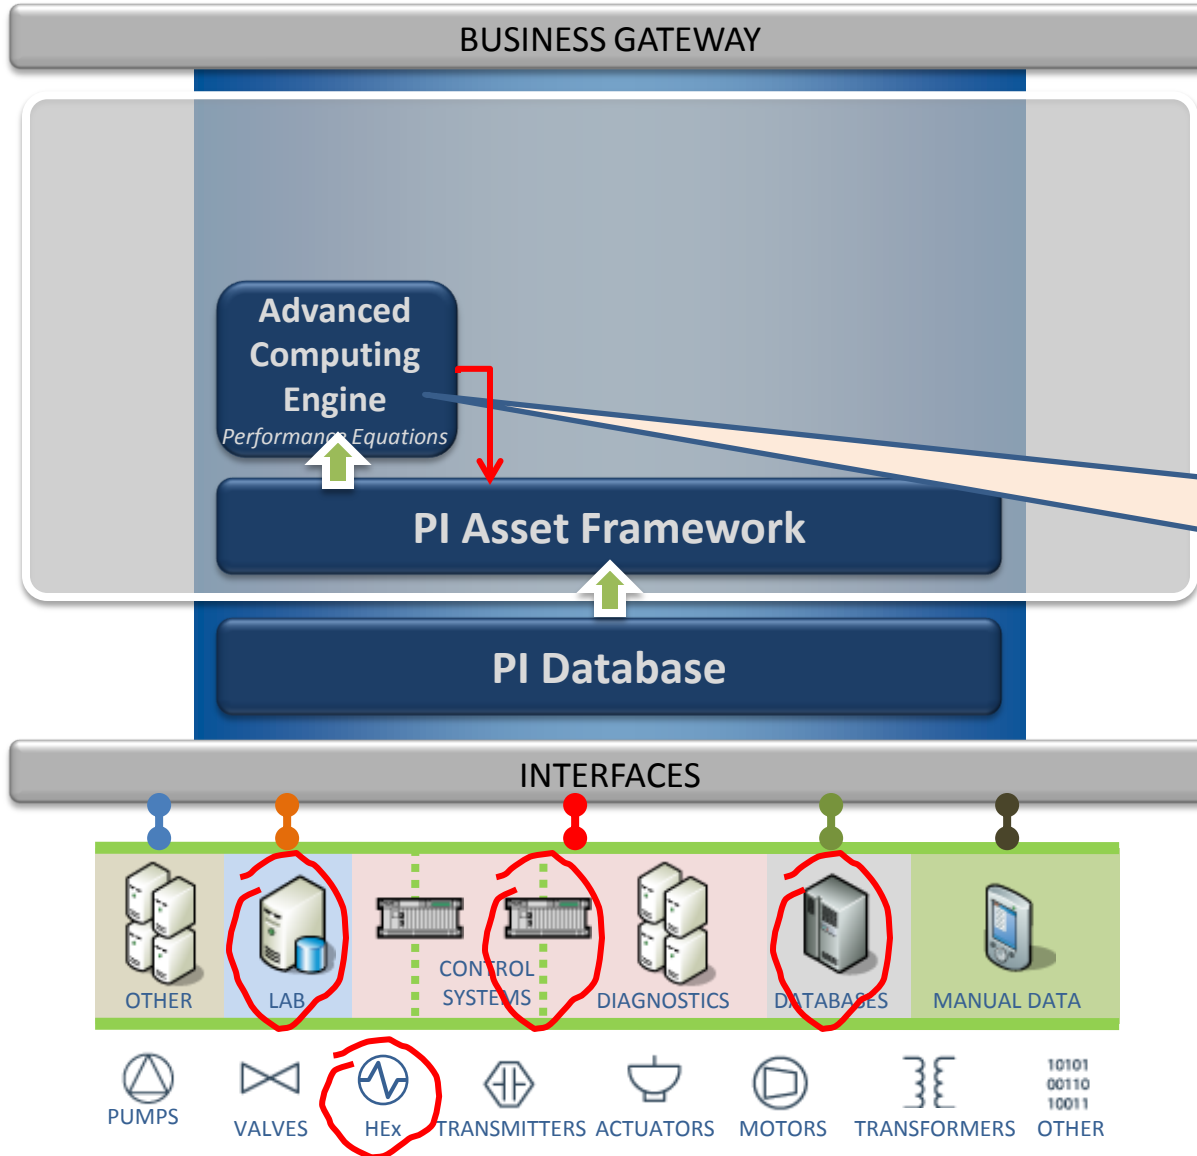 BUSINESS GATEWAY
Advanced
Computing
Engine
Performance Equations
PI Asset Framework
PI Database
INTERFACES
OTHER
LAB
CONTROL
SYSTEMS
DIAGNOSTICS
DATABASES
MANUAL DATA
PUMPS
VALVES
HEx
TRANSMITTERS
ACTUATORS
MOTORS
TRANSFORMERS
10101
00110
10011
OTHER